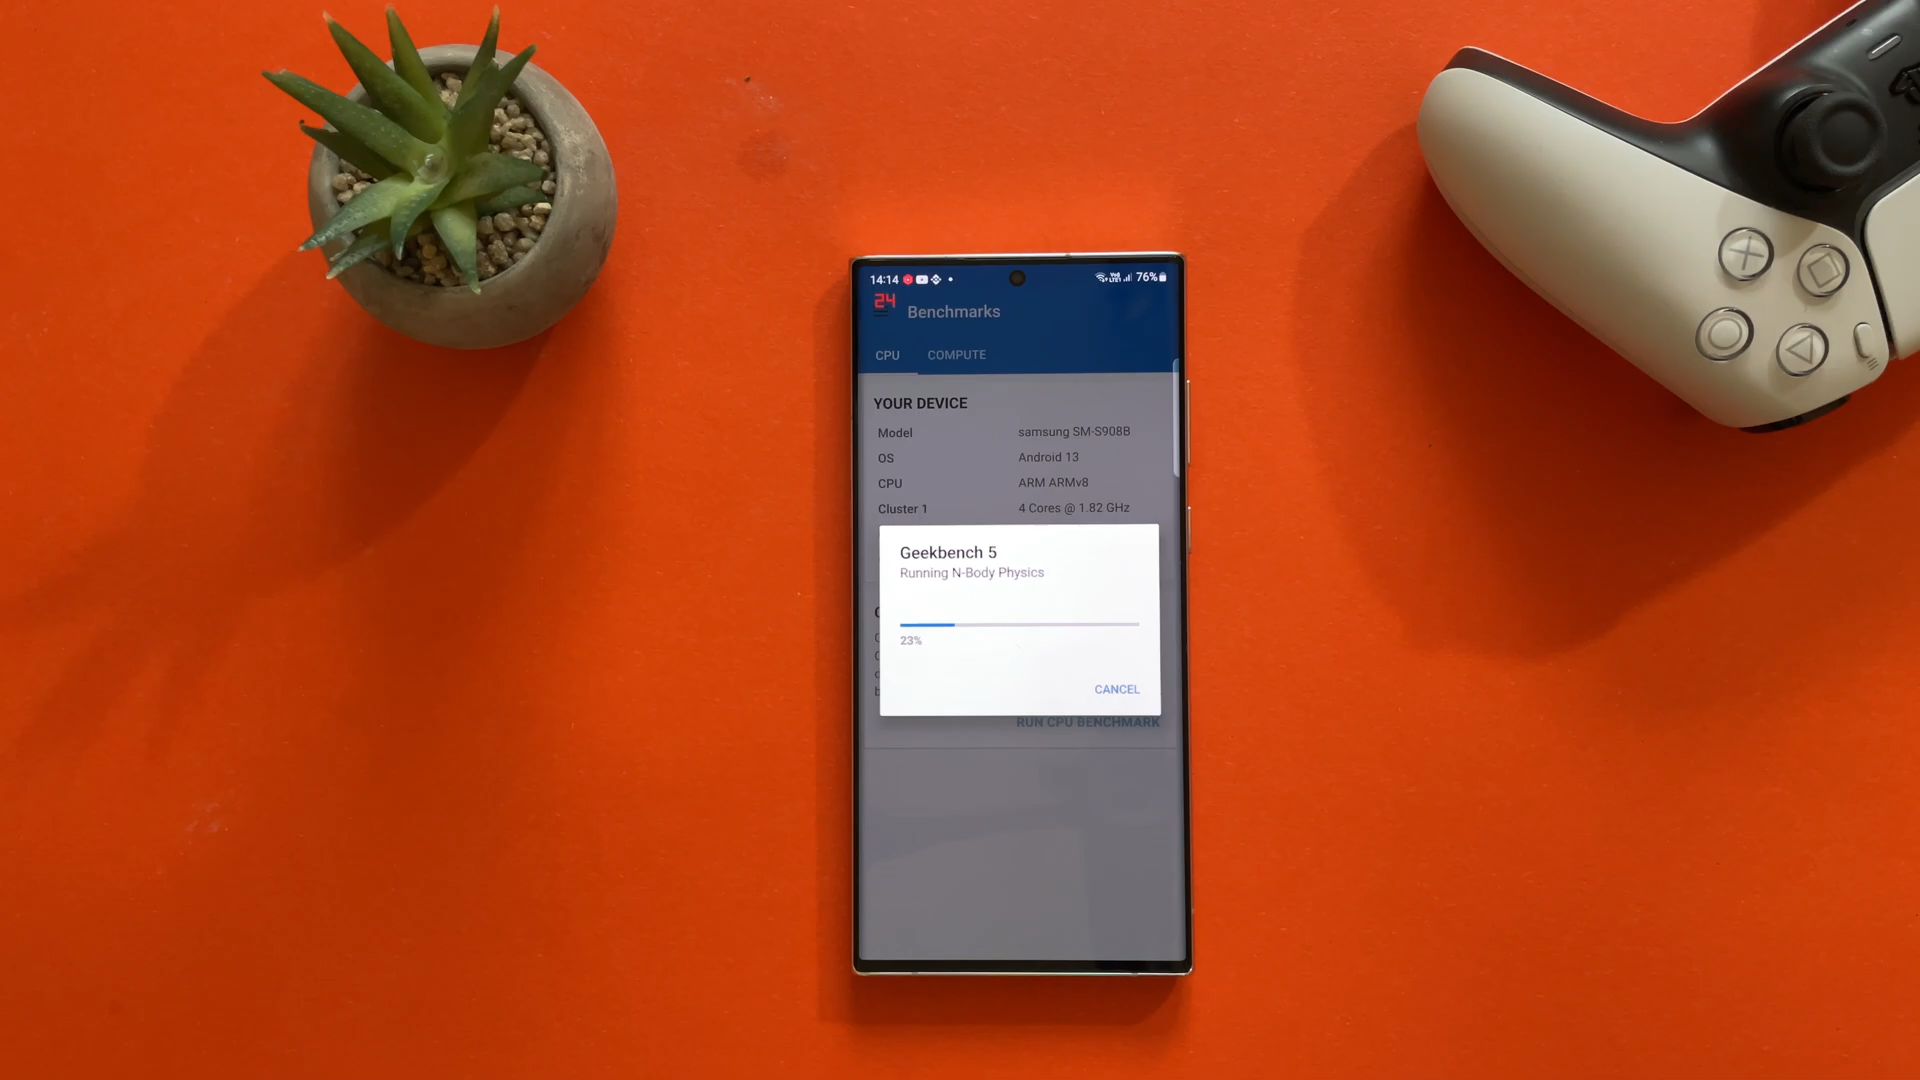 14:14 76%
24
Benchmarks
CPU COMPUTE
YOUR DEVICE
Model samsung SM-S908B
OS Android 13
CPU ARM ARMv8
Cluster 1 4 Cores @ 1.82 GHz
Geekbench 5
Running N-Body Physics
23%
CANCEL
RUN CPU BENCHMARK